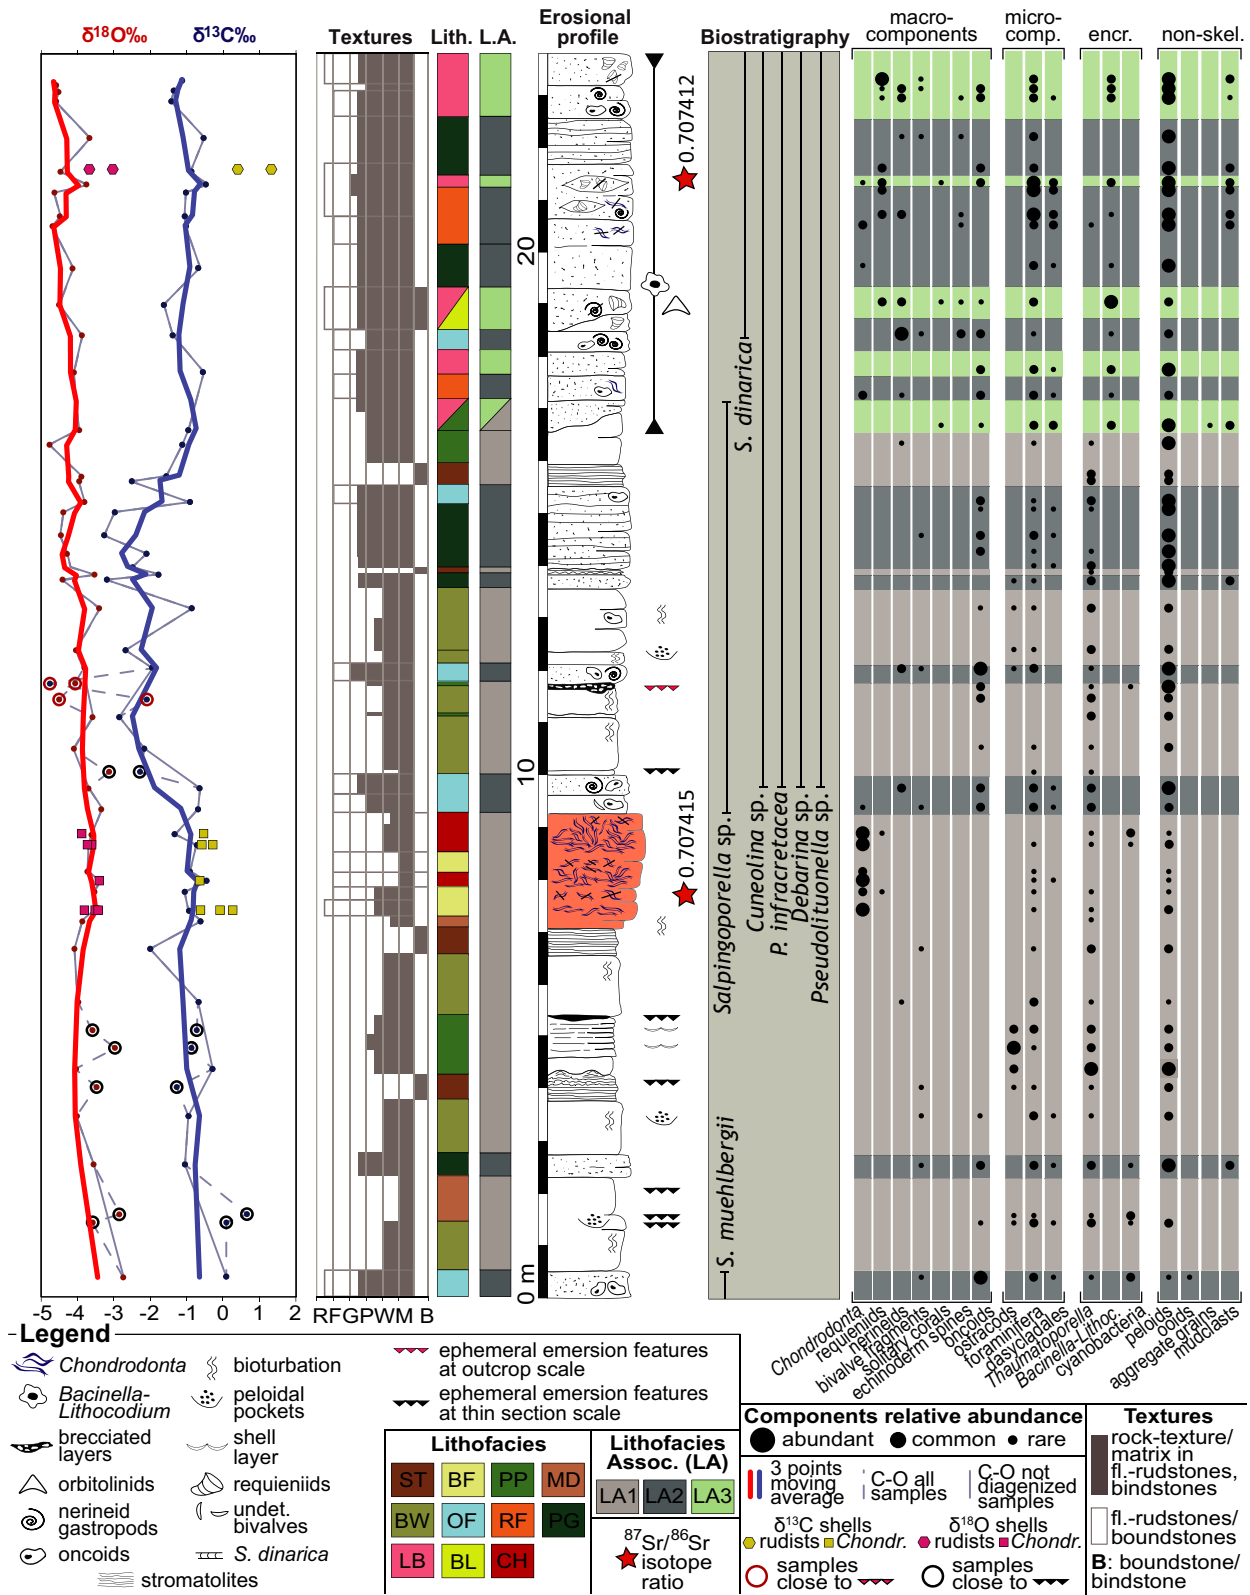 δ18O‰
δ13C‰
Textures
Lith.
L.A.
Erosional
profile
Biostratigraphy
macro-
components
micro-
comp.
encr.
non-skel.
0.707412
20
S. dinarica
10
0.707415
Salpingoporella sp.
Cuneolina sp.
P. infracretacea
Debarina sp.
Pseudolituonella sp.
S. muehlbergii
0 m
-5 -4 -3 -2 -1 0 1 2
RFGPWM B
Chondrodonta
requieniids
nerineids
bivalve fragments
solitary corals
echinoderm spines
oncoids
ostracods
foraminifera
dasycladales
Thaumatoporella
Bacinella-Lithoc.
cyanobacteria
peloids
ooids
aggregate grains
mudclasts
Legend
Chondrodonta
bioturbation
Bacinella-
Lithocodium
peloidal
pockets
brecciated
layers
shell
layer
orbitolinids
requieniids
nerineid
gastropods
undet.
bivalves
oncoids
S. dinarica
stromatolites
ephemeral emersion features
at outcrop scale
ephemeral emersion features
at thin section scale
Lithofacies
ST BF PP MD
BW OF RF PG
LB BL CH
Lithofacies
Assoc. (LA)
LA1 LA2 LA3
87Sr/86Sr
isotope
ratio
Components relative abundance
abundant common rare
3 points
moving
average
C-O all
samples
C-O not
diagenized
samples
δ13C shells
rudists Chondr.
δ18O shells
rudists Chondr.
samples
close to
samples
close to
Textures
rock-texture/
matrix in
fl.-rudstones,
bindstones
fl.-rudstones/
boundstones
B: boundstone/
bindstone